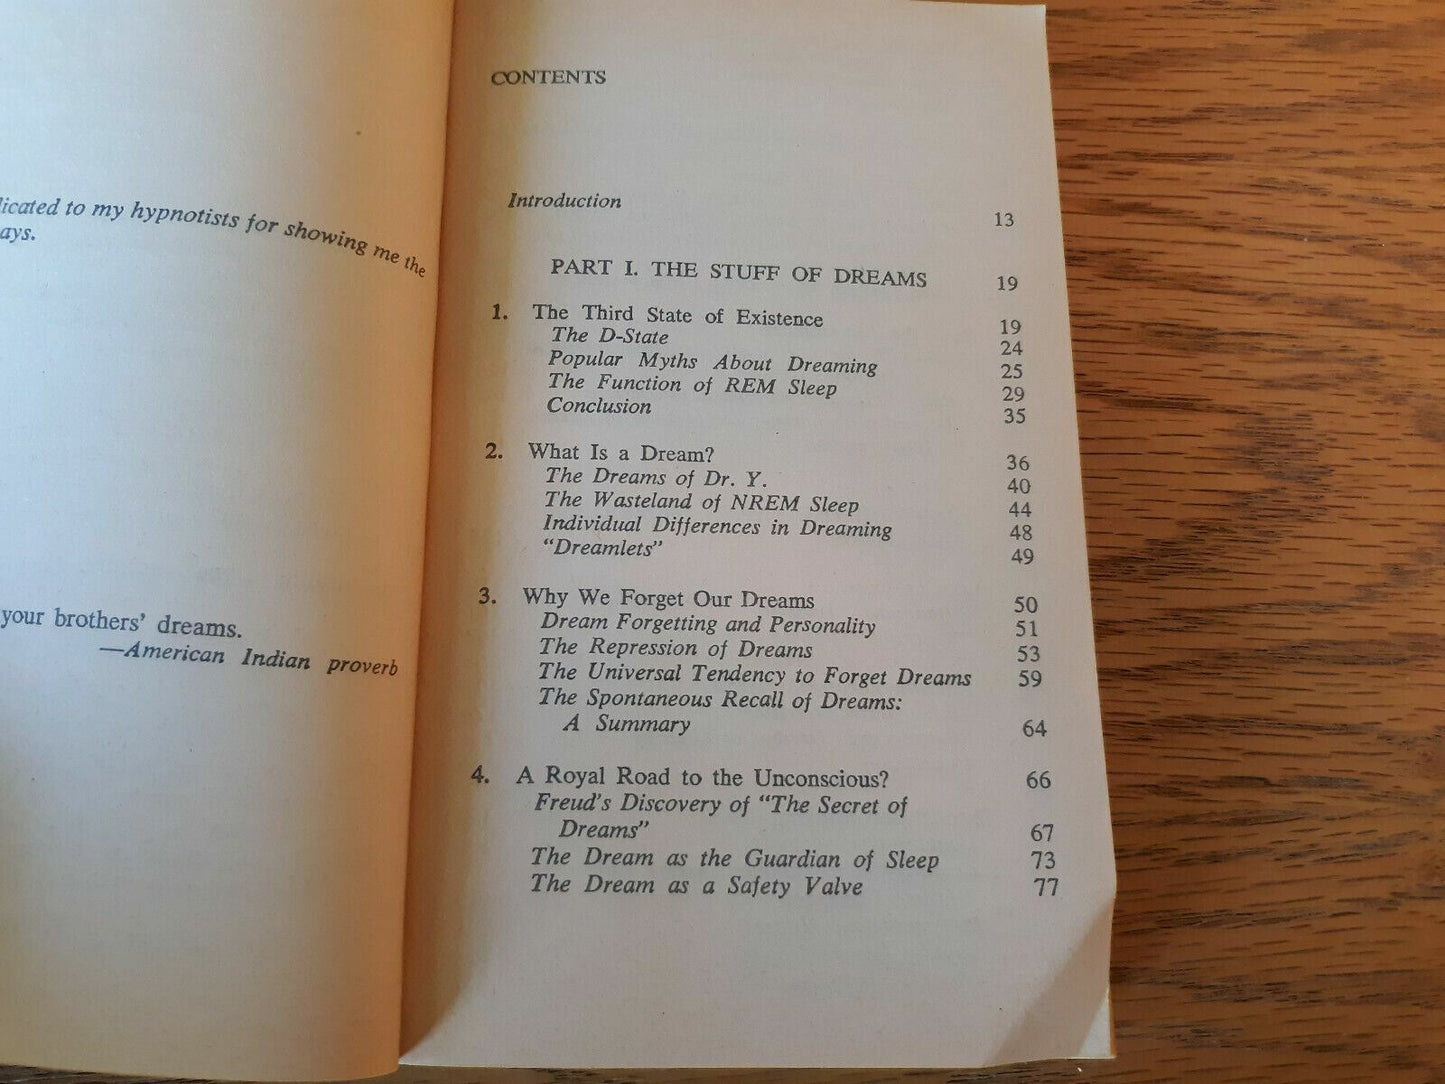 licated to my hypnotists for showing me the
ays.
your brothers' dreams.
—American Indian proverb
CONTENTS
Introduction 13
PART I. THE STUFF OF DREAMS 19
1. The Third State of Existence 19
The D-State 24
Popular Myths About Dreaming 25
The Function of REM Sleep 29
Conclusion 35
2. What Is a Dream? 36
The Dreams of Dr. Y. 40
The Wasteland of NREM Sleep 44
Individual Differences in Dreaming 48
"Dreamlets" 49
3. Why We Forget Our Dreams 50
Dream Forgetting and Personality 51
The Repression of Dreams 53
The Universal Tendency to Forget Dreams 59
The Spontaneous Recall of Dreams:
A Summary 64
4. A Royal Road to the Unconscious? 66
Freud's Discovery of "The Secret of
Dreams" 67
The Dream as the Guardian of Sleep 73
The Dream as a Safety Valve 77